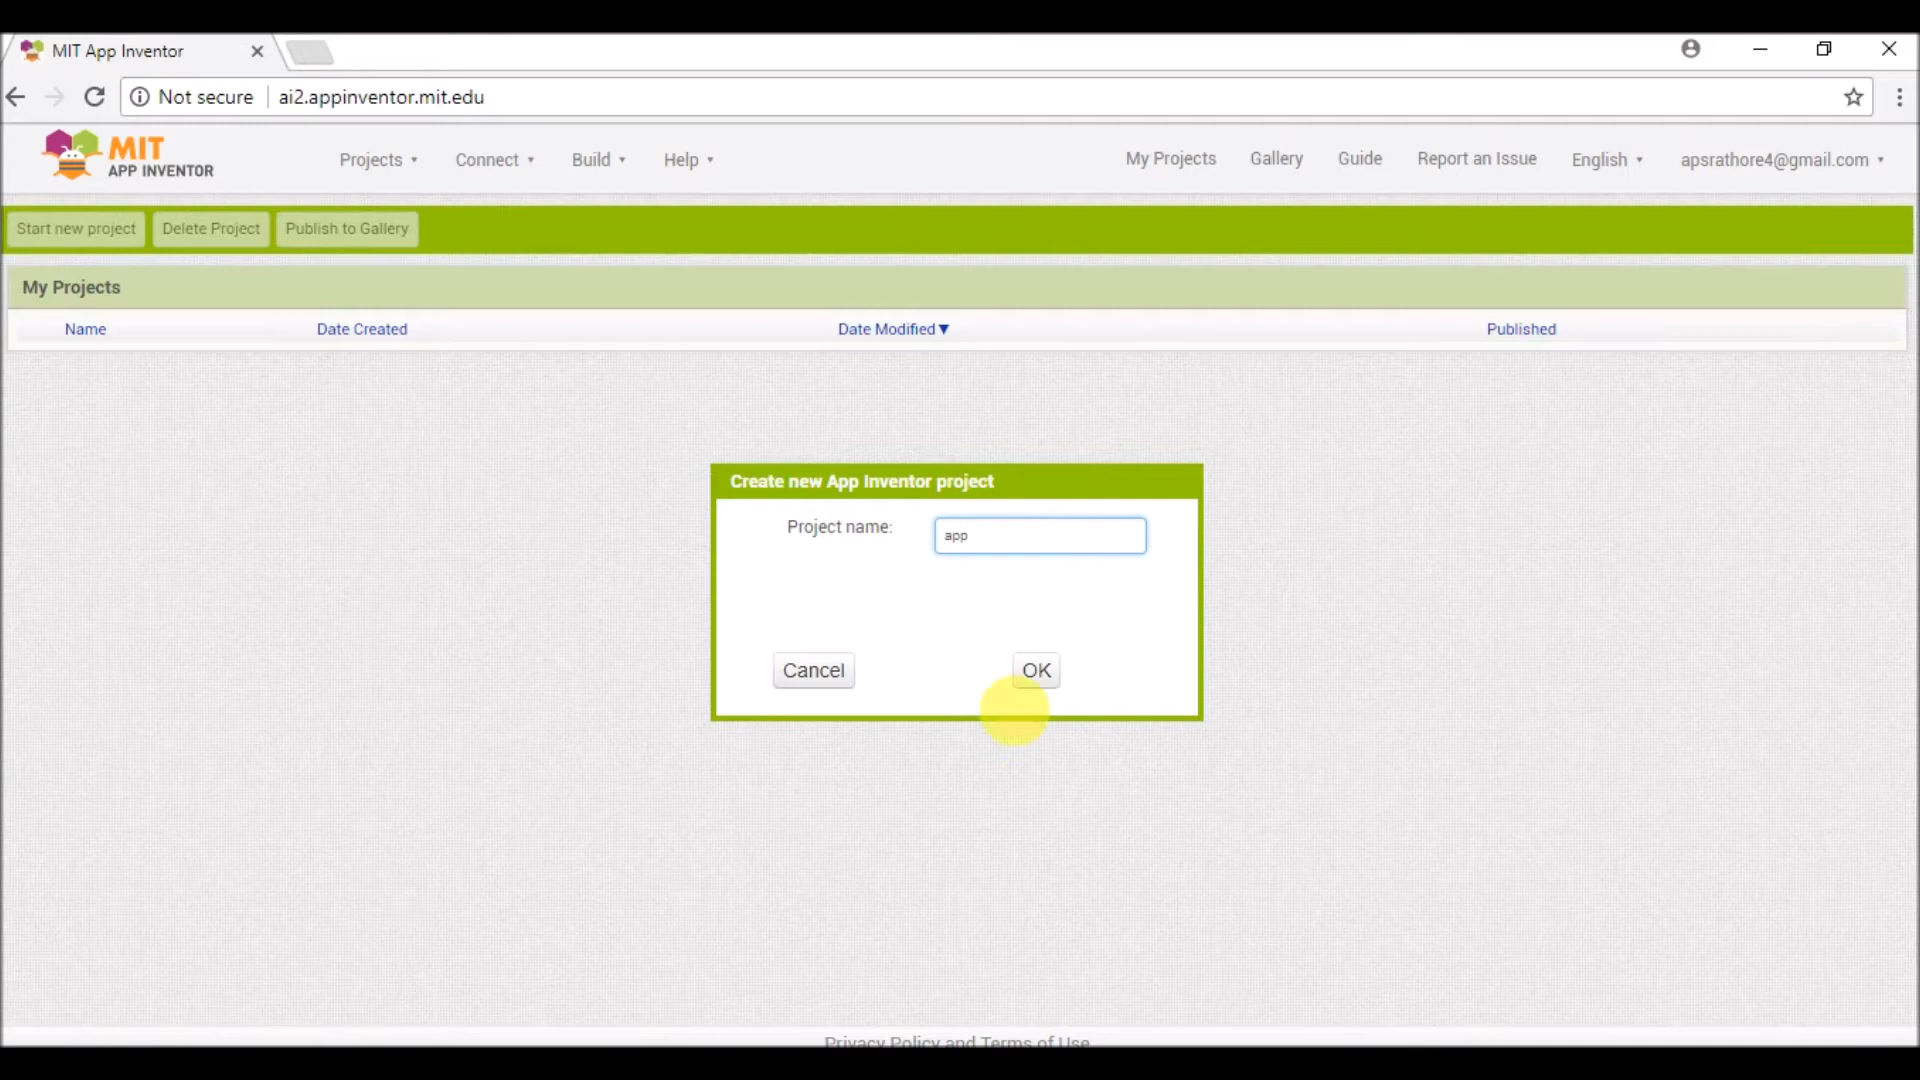 MIT App Inventor
Not secure ai2.appinventor.mit.edu
MIT
APP INVENTOR
Projects Connect Build Help My Projects Gallery Guide Report an Issue English apsrathore4@gmail.com
Start new project Delete Project Publish to Gallery
My Projects
Name Date Created Date Modified Published
Create new App Inventor project
Project name: app
Cancel OK
Privacy Policy and Terms of Use